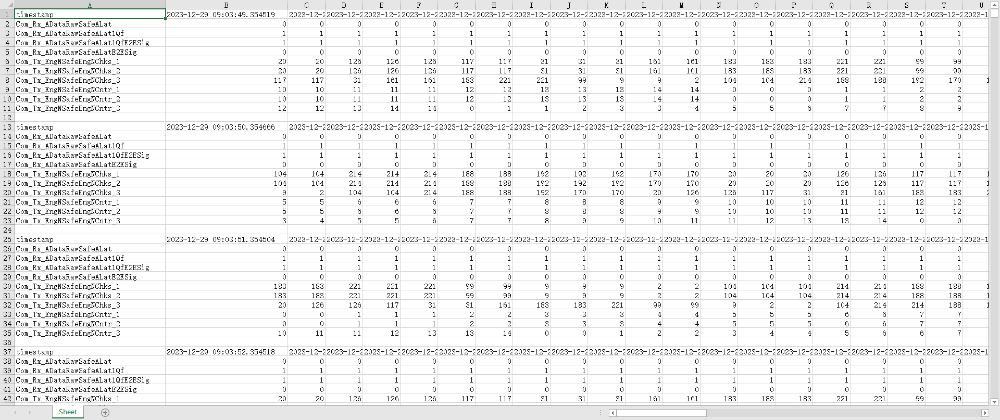 A B C D E F G H I J K L M N O P Q R S T U
1 timestamp 2023-12-29 09:03:49.354519 2023-12-2 2023-12-2 2023-12-2 2023-12-2 2023-12-2 2023-12-2 2023-12-2 2023-12-2 2023-12-2 2023-12-2 2023-12-2 2023-12-2 2023-12-2 2023-12-2 2023-12-2 2023-12-2 2023-12-2 2023-12-2 2023-1
2 Com_Rx_ADataRawSafeALat 0 0 0 0 0 0 0 0 0 0 0 0 0 0 0 0 0 0 0
3 Com_Rx_ADataRawSafeALat1Qf 1 1 1 1 1 1 1 1 1 1 1 1 1 1 1 1 1 1 1
4 Com_Rx_ADataRawSafeALat1QfE2ESig 1 1 1 1 1 1 1 1 1 1 1 1 1 1 1 1 1 1 1
5 Com_Rx_ADataRawSafeALatE2ESig 0 0 0 0 0 0 0 0 0 0 0 0 0 0 0 0 0 0 0
6 Com_Tx_EngNSafeEngNChks_1 20 20 126 126 126 117 117 31 31 31 161 161 183 183 183 221 221 99 99
7 Com_Tx_EngNSafeEngNChks_2 20 20 126 126 126 117 117 31 31 31 161 161 183 183 183 221 221 99 99
8 Com_Tx_EngNSafeEngNChks_3 117 117 31 161 161 183 221 221 99 9 9 2 104 104 214 188 188 192 170 1
9 Com_Tx_EngNSafeEngNCntr_1 10 10 11 11 11 12 12 13 13 13 14 14 0 0 0 1 1 2 2
10 Com_Tx_EngNSafeEngNCntr_2 10 10 11 11 11 12 12 13 13 13 14 14 0 0 0 1 1 2 2
11 Com_Tx_EngNSafeEngNCntr_3 12 12 13 14 14 0 1 1 2 3 3 4 5 5 6 7 7 8 9
12
13 timestamp 2023-12-29 09:03:50.354666 2023-12-2 2023-12-2 2023-12-2 2023-12-2 2023-12-2 2023-12-2 2023-12-2 2023-12-2 2023-12-2 2023-12-2 2023-12-2 2023-12-2 2023-12-2 2023-12-2 2023-12-2 2023-12-2 2023-12-2 2023-12-2 2023-1
14 Com_Rx_ADataRawSafeALat 0 0 0 0 0 0 0 0 0 0 0 0 0 0 0 0 0 0 0
15 Com_Rx_ADataRawSafeALat1Qf 1 1 1 1 1 1 1 1 1 1 1 1 1 1 1 1 1 1 1
16 Com_Rx_ADataRawSafeALat1QfE2ESig 1 1 1 1 1 1 1 1 1 1 1 1 1 1 1 1 1 1 1
17 Com_Rx_ADataRawSafeALatE2ESig 0 0 0 0 0 0 0 0 0 0 0 0 0 0 0 0 0 0 0
18 Com_Tx_EngNSafeEngNChks_1 104 104 214 214 214 188 188 192 192 192 170 170 20 20 20 126 126 117 117 1
19 Com_Tx_EngNSafeEngNChks_2 104 104 214 214 214 188 188 192 192 192 170 170 20 20 20 126 126 117 117 1
20 Com_Tx_EngNSafeEngNChks_3 9 2 104 104 214 188 188 192 170 170 20 126 126 117 31 31 161 183 183 2
21 Com_Tx_EngNSafeEngNCntr_1 5 5 6 6 6 7 7 8 8 8 9 9 10 10 10 11 11 12 12
22 Com_Tx_EngNSafeEngNCntr_2 5 5 6 6 6 7 7 8 8 8 9 9 10 10 10 11 11 12 12
23 Com_Tx_EngNSafeEngNCntr_3 3 4 5 5 6 7 7 8 9 9 10 11 11 12 13 13 14 0 0
24
25 timestamp 2023-12-29 09:03:51.354504 2023-12-2 2023-12-2 2023-12-2 2023-12-2 2023-12-2 2023-12-2 2023-12-2 2023-12-2 2023-12-2 2023-12-2 2023-12-2 2023-12-2 2023-12-2 2023-12-2 2023-12-2 2023-12-2 2023-12-2 2023-12-2 2023-1
26 Com_Rx_ADataRawSafeALat 0 0 0 0 0 0 0 0 0 0 0 0 0 0 0 0 0 0 0
27 Com_Rx_ADataRawSafeALat1Qf 1 1 1 1 1 1 1 1 1 1 1 1 1 1 1 1 1 1 1
28 Com_Rx_ADataRawSafeALat1QfE2ESig 1 1 1 1 1 1 1 1 1 1 1 1 1 1 1 1 1 1 1
29 Com_Rx_ADataRawSafeALatE2ESig 0 0 0 0 0 0 0 0 0 0 0 0 0 0 0 0 0 0 0
30 Com_Tx_EngNSafeEngNChks_1 183 183 221 221 221 99 99 9 9 9 2 2 104 104 104 214 214 188 188 1
31 Com_Tx_EngNSafeEngNChks_2 183 183 221 221 221 99 99 9 9 9 2 2 104 104 104 214 214 188 188 1
32 Com_Tx_EngNSafeEngNChks_3 20 126 126 117 31 31 161 183 183 221 99 99 9 2 2 104 214 214 188 1
33 Com_Tx_EngNSafeEngNCntr_1 0 0 1 1 1 2 2 3 3 3 4 4 5 5 5 6 6 7 7
34 Com_Tx_EngNSafeEngNCntr_2 0 0 1 1 1 2 2 3 3 3 4 4 5 5 5 6 6 7 7
35 Com_Tx_EngNSafeEngNCntr_3 10 11 11 12 13 13 14 0 0 1 2 2 3 4 4 5 6 6 7
36
37 timestamp 2023-12-29 09:03:52.354518 2023-12-2 2023-12-2 2023-12-2 2023-12-2 2023-12-2 2023-12-2 2023-12-2 2023-12-2 2023-12-2 2023-12-2 2023-12-2 2023-12-2 2023-12-2 2023-12-2 2023-12-2 2023-12-2 2023-12-2 2023-12-2 2023-1
38 Com_Rx_ADataRawSafeALat 0 0 0 0 0 0 0 0 0 0 0 0 0 0 0 0 0 0 0
39 Com_Rx_ADataRawSafeALat1Qf 1 1 1 1 1 1 1 1 1 1 1 1 1 1 1 1 1 1 1
40 Com_Rx_ADataRawSafeALat1QfE2ESig 1 1 1 1 1 1 1 1 1 1 1 1 1 1 1 1 1 1 1
41 Com_Rx_ADataRawSafeALatE2ESig 0 0 0 0 0 0 0 0 0 0 0 0 0 0 0 0 0 0 0
42 Com_Tx_EngNSafeEngNChks_1 20 20 126 126 126 117 117 31 31 31 161 161 183 183 183 221 221 99 99
Sheet